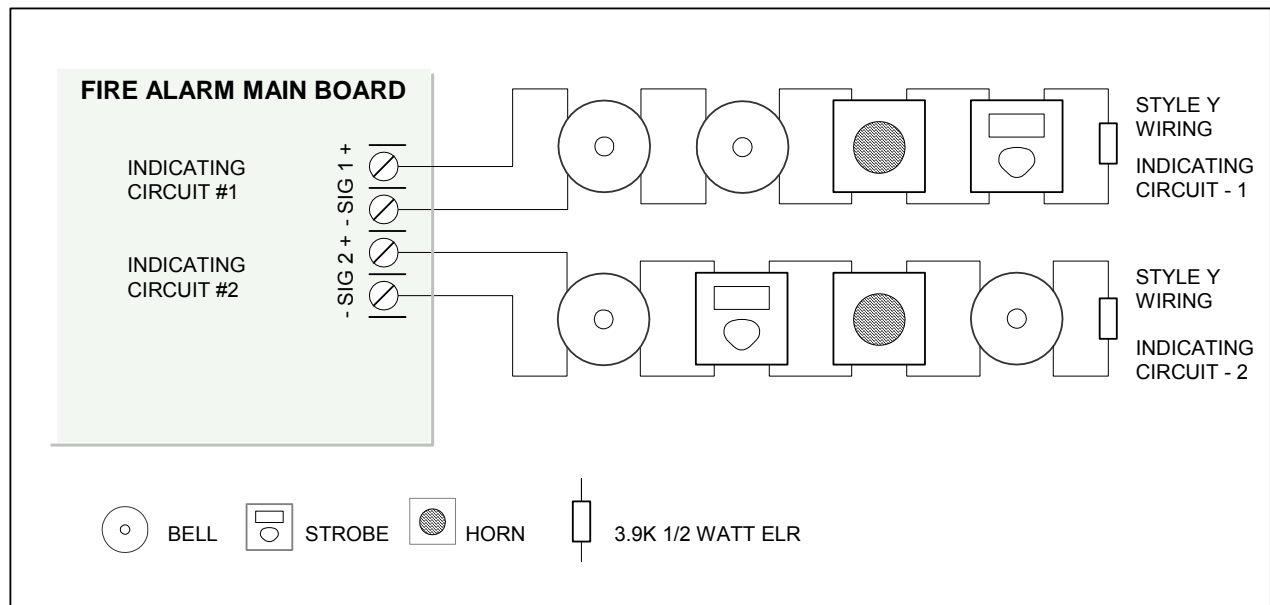 FIRE ALARM MAIN BOARD
INDICATING
CIRCUIT #1
- SIG 1 +
INDICATING
CIRCUIT #2
- SIG 2 +
STYLE Y
WIRING
INDICATING
CIRCUIT - 1
STYLE Y
WIRING
INDICATING
CIRCUIT - 2
BELL
STROBE
HORN
3.9K 1/2 WATT ELR